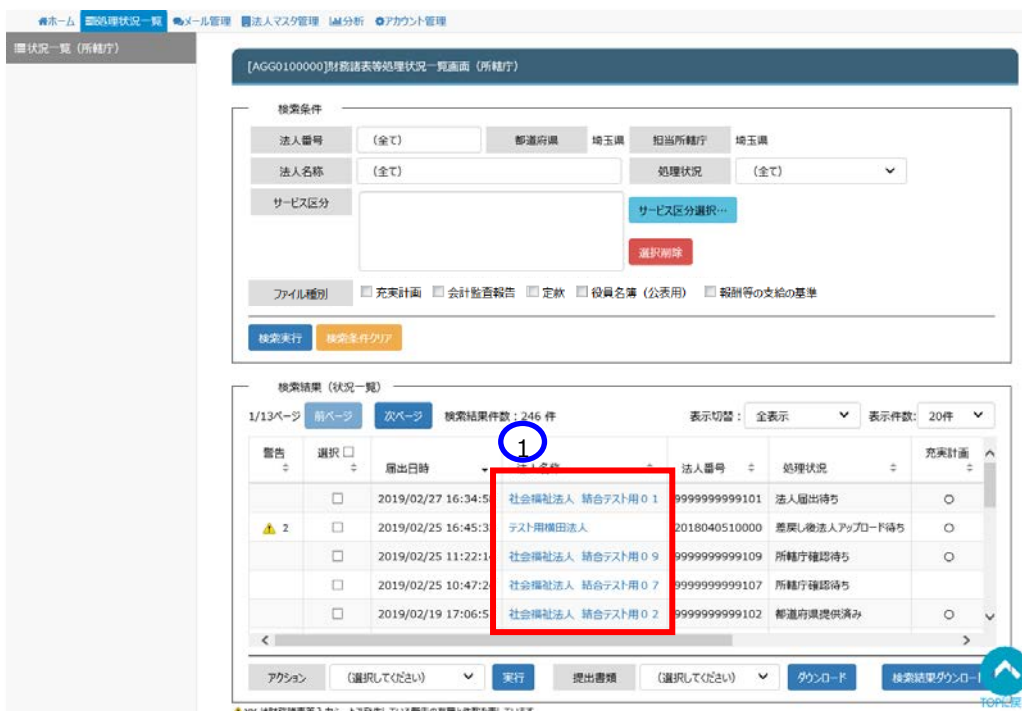 ホーム 処理状況一覧 メール管理 法人マスタ管理 分析 アカウント管理
状況一覧（所轄庁）
[AGG0100000]財務諸表等処理状況一覧画面（所轄庁）
検索条件
法人番号 (全て) 都道府県 埼玉県 担当所轄庁 埼玉県
法人名称 (全て) 処理状況 (全て)
サービス区分 サービス区分選択…
選択削除
ファイル種別 充実計画 会計監査報告 定款 役員名簿（公表用） 報酬等の支給の基準
検索実行 検索条件クリア
検索結果（状況一覧）
1/13ページ 前ページ 次ページ 検索結果件数：246 件 表示切替： 全表示 表示件数: 20件
1
警告 選択 届出日時 法人名称 法人番号 処理状況 充実計画
2019/02/27 16:34:5 社会福祉法人 結合テスト用０１ 9999999999101 法人届出待ち ○
2 2019/02/25 16:45:3 テスト用横田法人 2018040510000 差戻し後法人アップロード待ち ○
2019/02/25 11:22:1 社会福祉法人 結合テスト用０９ 9999999999109 所轄庁確認待ち ○
2019/02/25 10:47:2 社会福祉法人 結合テスト用０７ 9999999999107 所轄庁確認待ち
2019/02/19 17:06:5 社会福祉法人 結合テスト用０２ 9999999999102 都道府県提供済み ○
アクション (選択してください) 実行 提出書類 (選択してください) ダウンロード 検索結果ダウンロード
TOPに戻